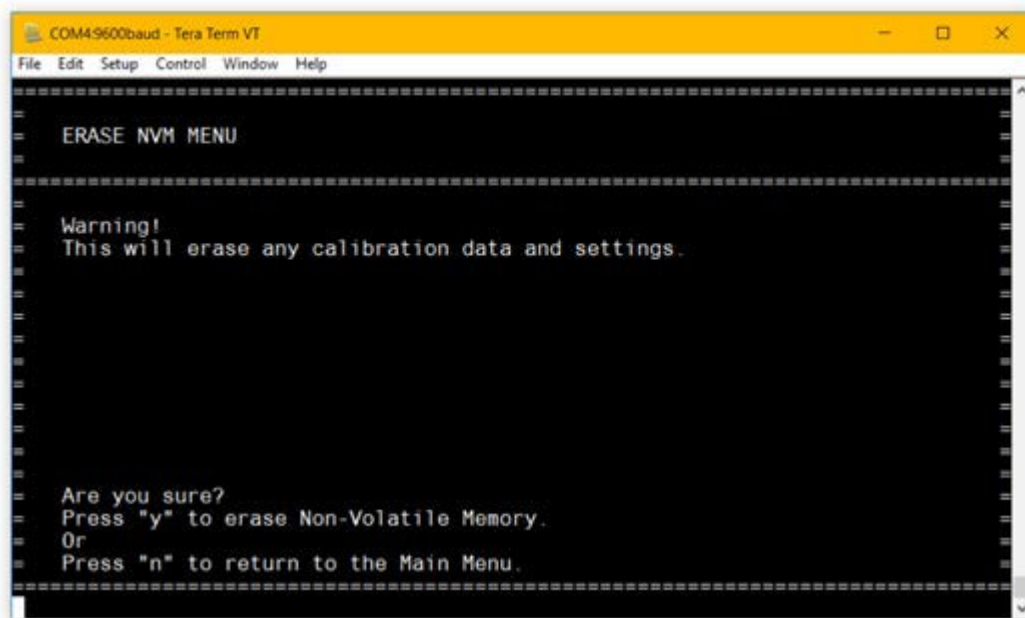 COM4:9600baud - Tera Term VT
File Edit Setup Control Window Help
ERASE NVM MENU
Warning!
This will erase any calibration data and settings.
Are you sure?
Press "y" to erase Non-Volatile Memory.
Or
Press "n" to return to the Main Menu.